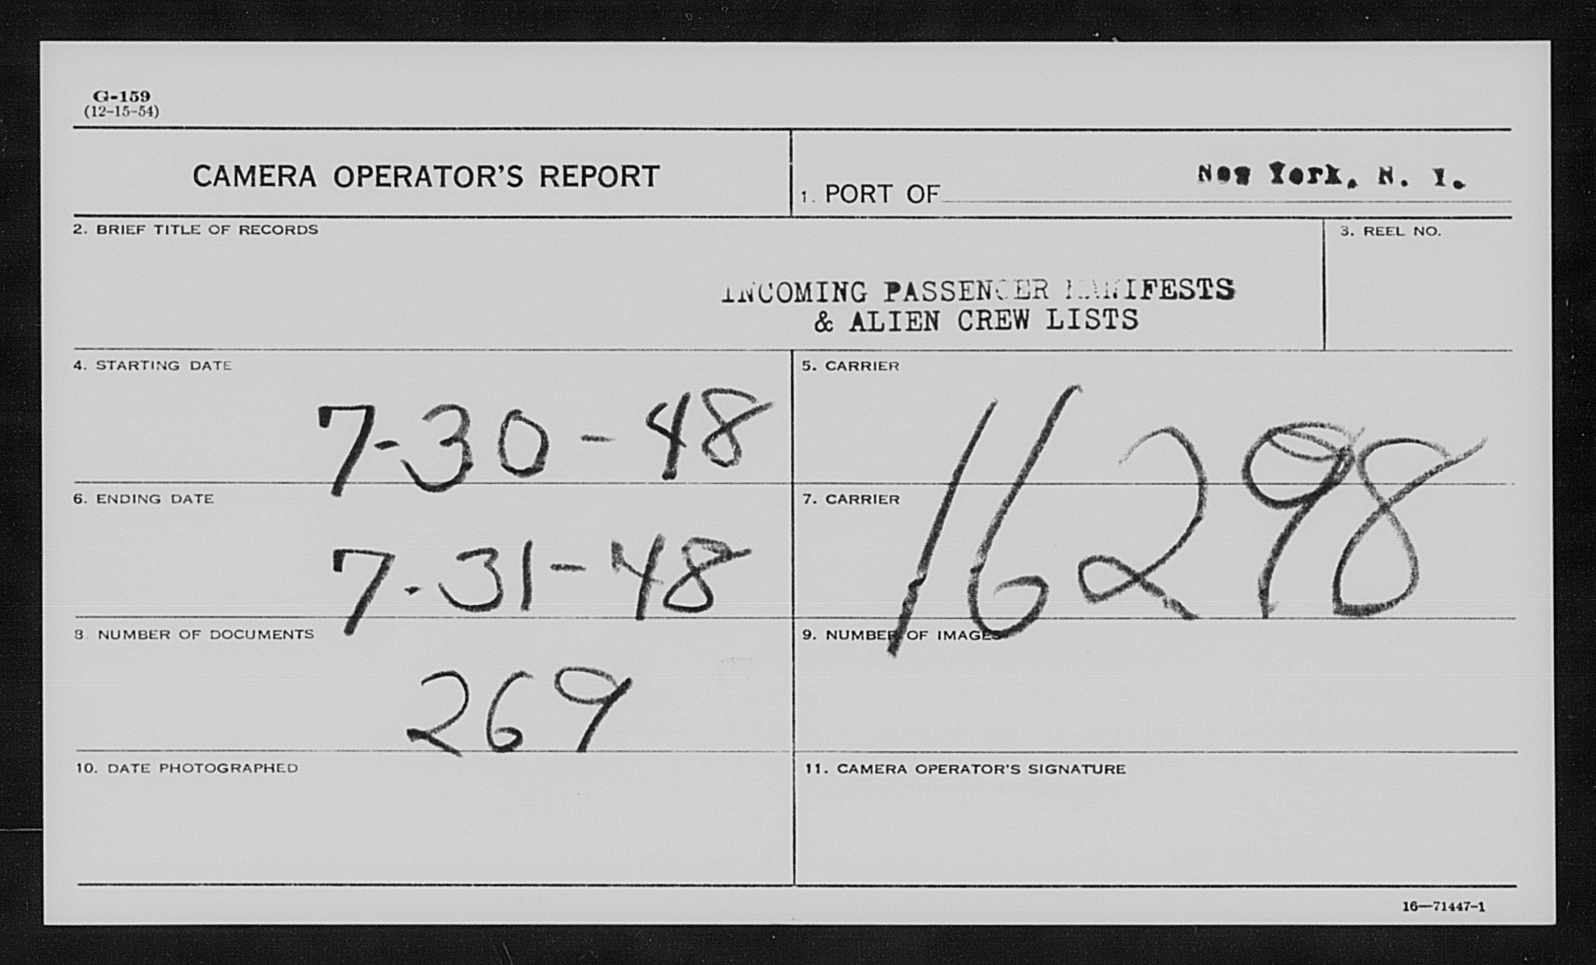 G-159
(12-15-54)
CAMERA OPERATOR'S REPORT
1. PORT OF New York, N. Y.
2. BRIEF TITLE OF RECORDS
3. REEL NO.
INCOMING PASSENGER MANIFESTS
& ALIEN CREW LISTS
4. STARTING DATE
7-30-48
5. CARRIER
6. ENDING DATE
7-31-48
7. CARRIER
16298
8. NUMBER OF DOCUMENTS
269
9. NUMBER OF IMAGES
10. DATE PHOTOGRAPHED
11. CAMERA OPERATOR'S SIGNATURE
16—71447-1